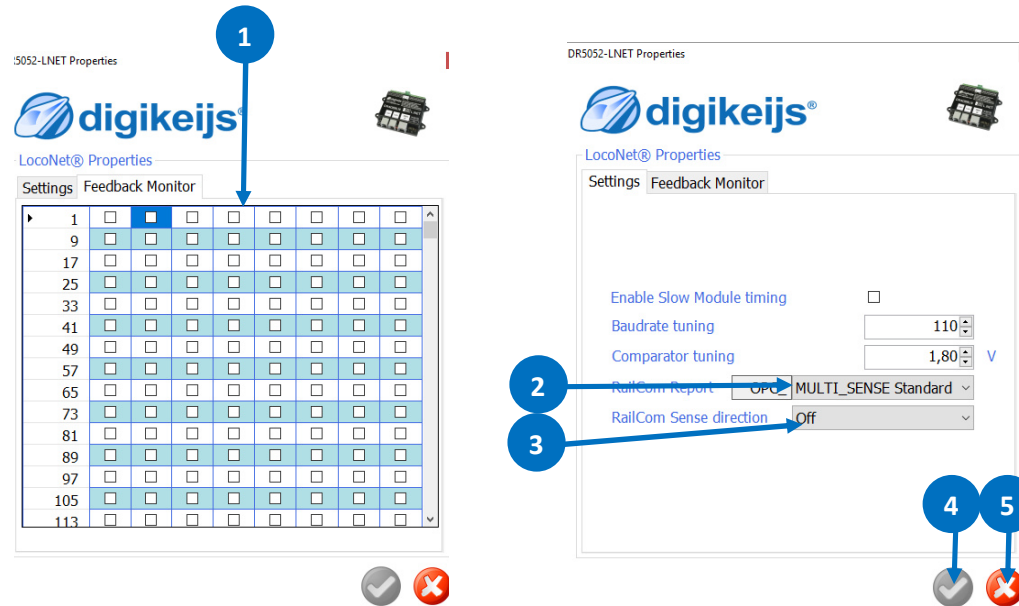 1
5052-LNET Properties
digikeijs®
LocoNet® Properties
Settings Feedback Monitor
1
9
17
25
33
41
49
57
65
73
81
89
97
105
113
DR5052-LNET Properties
digikeijs®
LocoNet® Properties
Settings Feedback Monitor
Enable Slow Module timing
Baudrate tuning 110
Comparator tuning 1,80 V
2
RailCom Report OPC_ MULTI_SENSE Standard
RailCom Sense direction Off
3
4
5